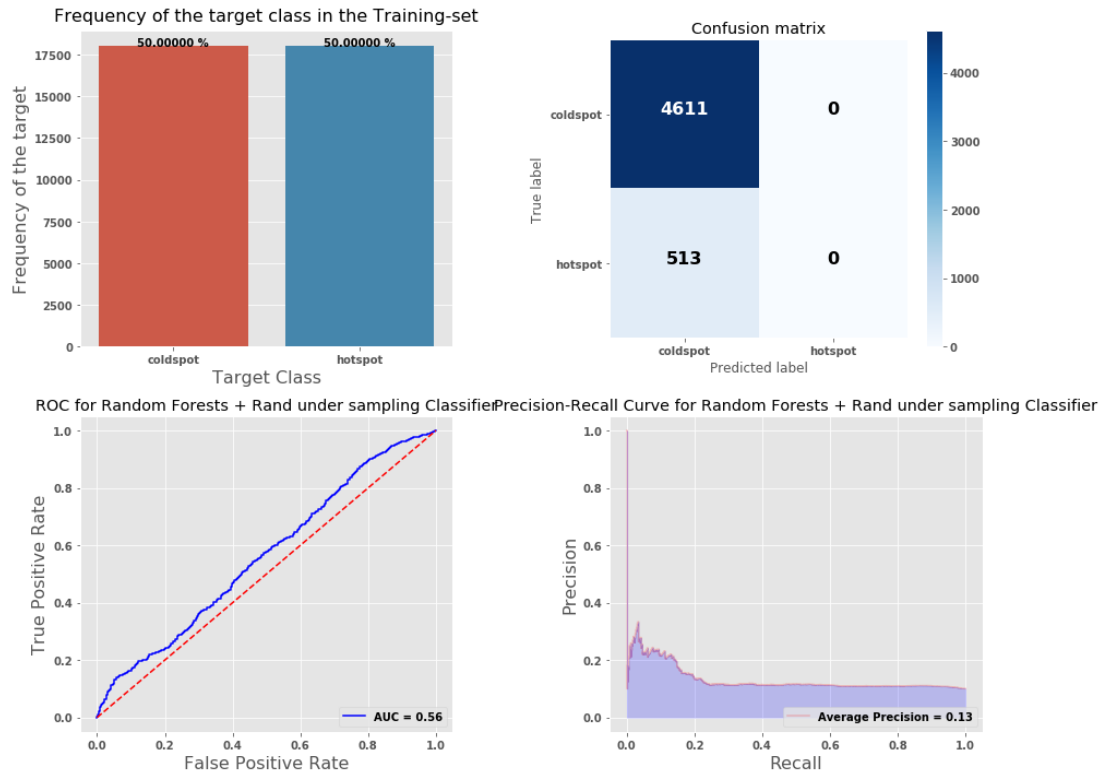 Frequency of the target class in the Training-set
50.00000 %
50.00000 %
17500
15000
12500
10000
7500
5000
2500
0
Frequency of the target
coldspot
hotspot
Target Class
Confusion matrix
4611
0
513
0
coldspot
hotspot
True label
coldspot
hotspot
Predicted label
4000
3000
2000
1000
0
ROC for Random Forests + Rand under sampling Classifier
1.0
0.8
0.6
0.4
0.2
0.0
True Positive Rate
AUC = 0.56
0.0
0.2
0.4
0.6
0.8
1.0
False Positive Rate
Precision-Recall Curve for Random Forests + Rand under sampling Classifier
1.0
0.8
0.6
0.4
0.2
0.0
Precision
Average Precision = 0.13
0.0
0.2
0.4
0.6
0.8
1.0
Recall